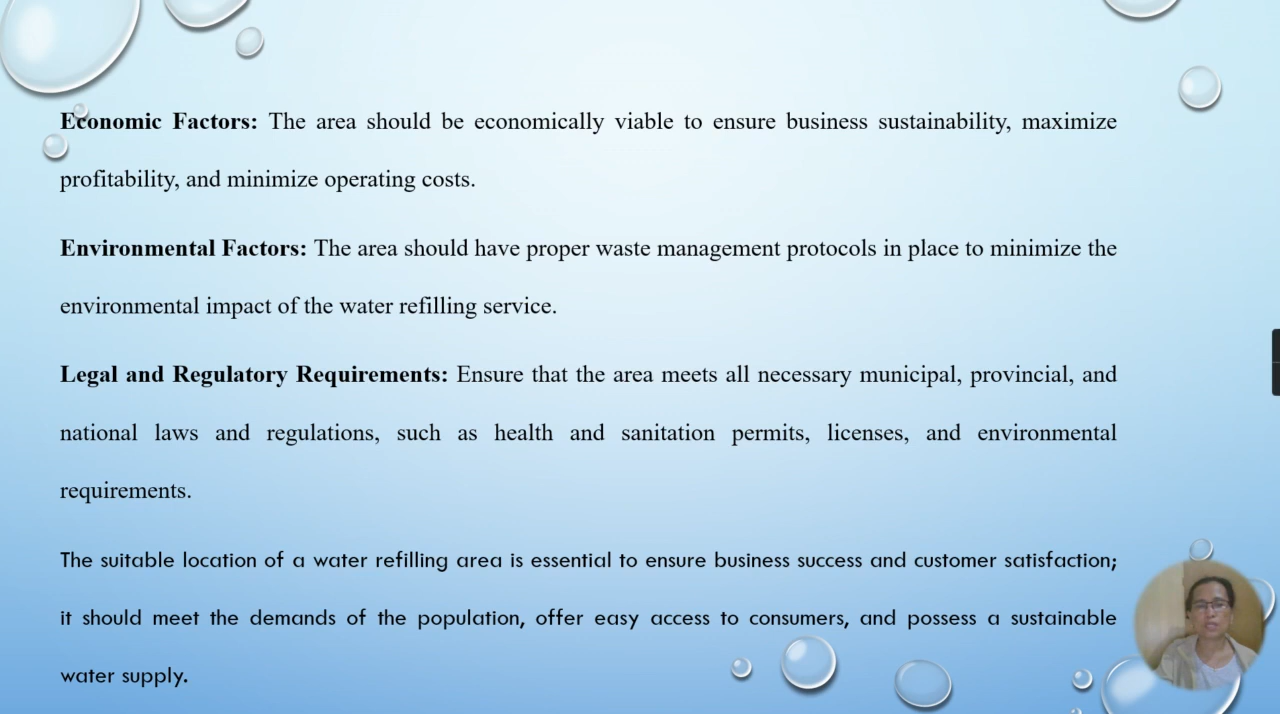 Economic Factors: The area should be economically viable to ensure business sustainability, maximize
profitability, and minimize operating costs.
Environmental Factors: The area should have proper waste management protocols in place to minimize the
environmental impact of the water refilling service.
Legal and Regulatory Requirements: Ensure that the area meets all necessary municipal, provincial, and
national laws and regulations, such as health and sanitation permits, licenses, and environmental
requirements.
The suitable location of a water refilling area is essential to ensure business success and customer satisfaction;
it should meet the demands of the population, offer easy access to consumers, and possess a sustainable
water supply.